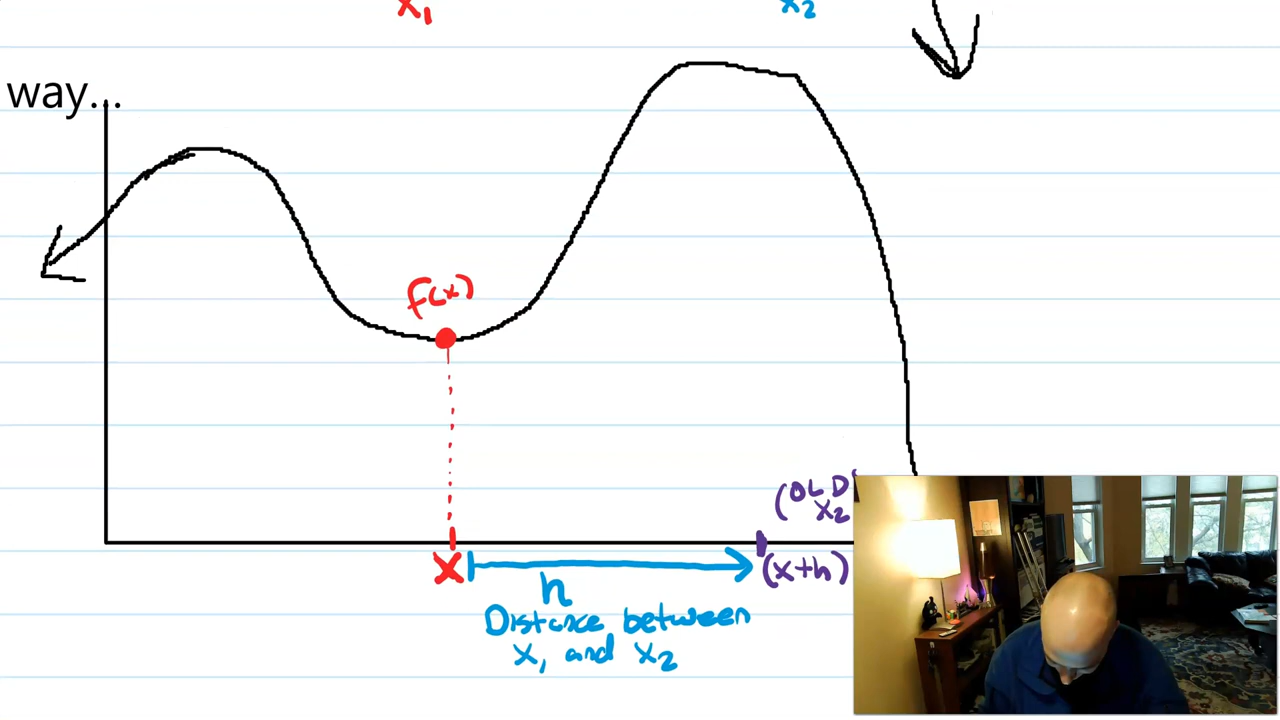 x₁
x₂
way...
f(x)
(OLD
x₂
x
(x+h)
h
Distance between
x₁ and x₂